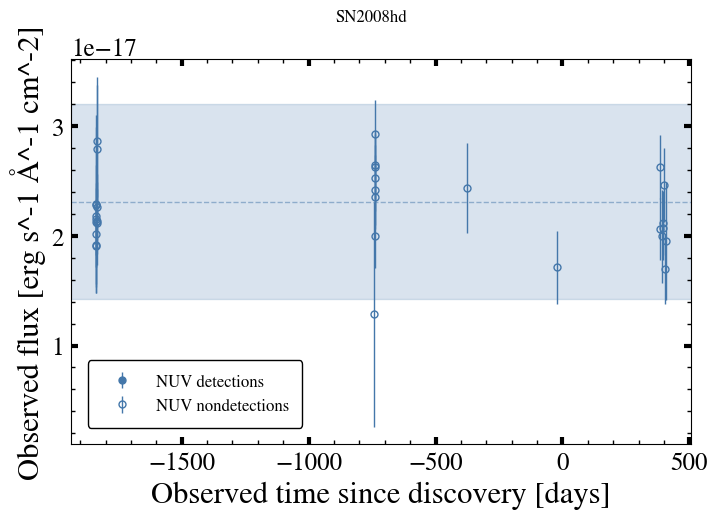 SN2008hd
1e−17
Observed flux [erg s^-1 Å^-1 cm^-2]
3
2
1
NUV detections
NUV nondetections
−1500 −1000 −500 0 500
Observed time since discovery [days]